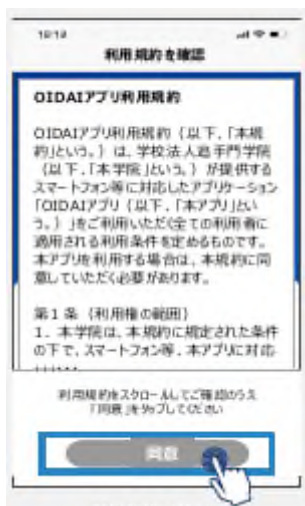 18:18
利用規約を確認
OIDAIアプリ利用規約
OIDAIアプリ利用規約（以下、「本規
約」という。）は、学校法人追手門学院
（以下、「本学院」という。）が提供する
スマートフォン等に対応したアプリケーション
「OIDAIアプリ（以下、「本アプリ」とい
う。）」をご利用いただく全ての利用者に
適用される利用条件を定めるものです。
本アプリを利用する場合は、本規約に同
意していただく必要があります。
第1条（利用権の範囲）
1．本学院は、本規約に規定された条件
の下で、スマートフォン等、本アプリに対応
利用規約をスクロールしてご確認のうえ
「同意」をタップしてください
同意